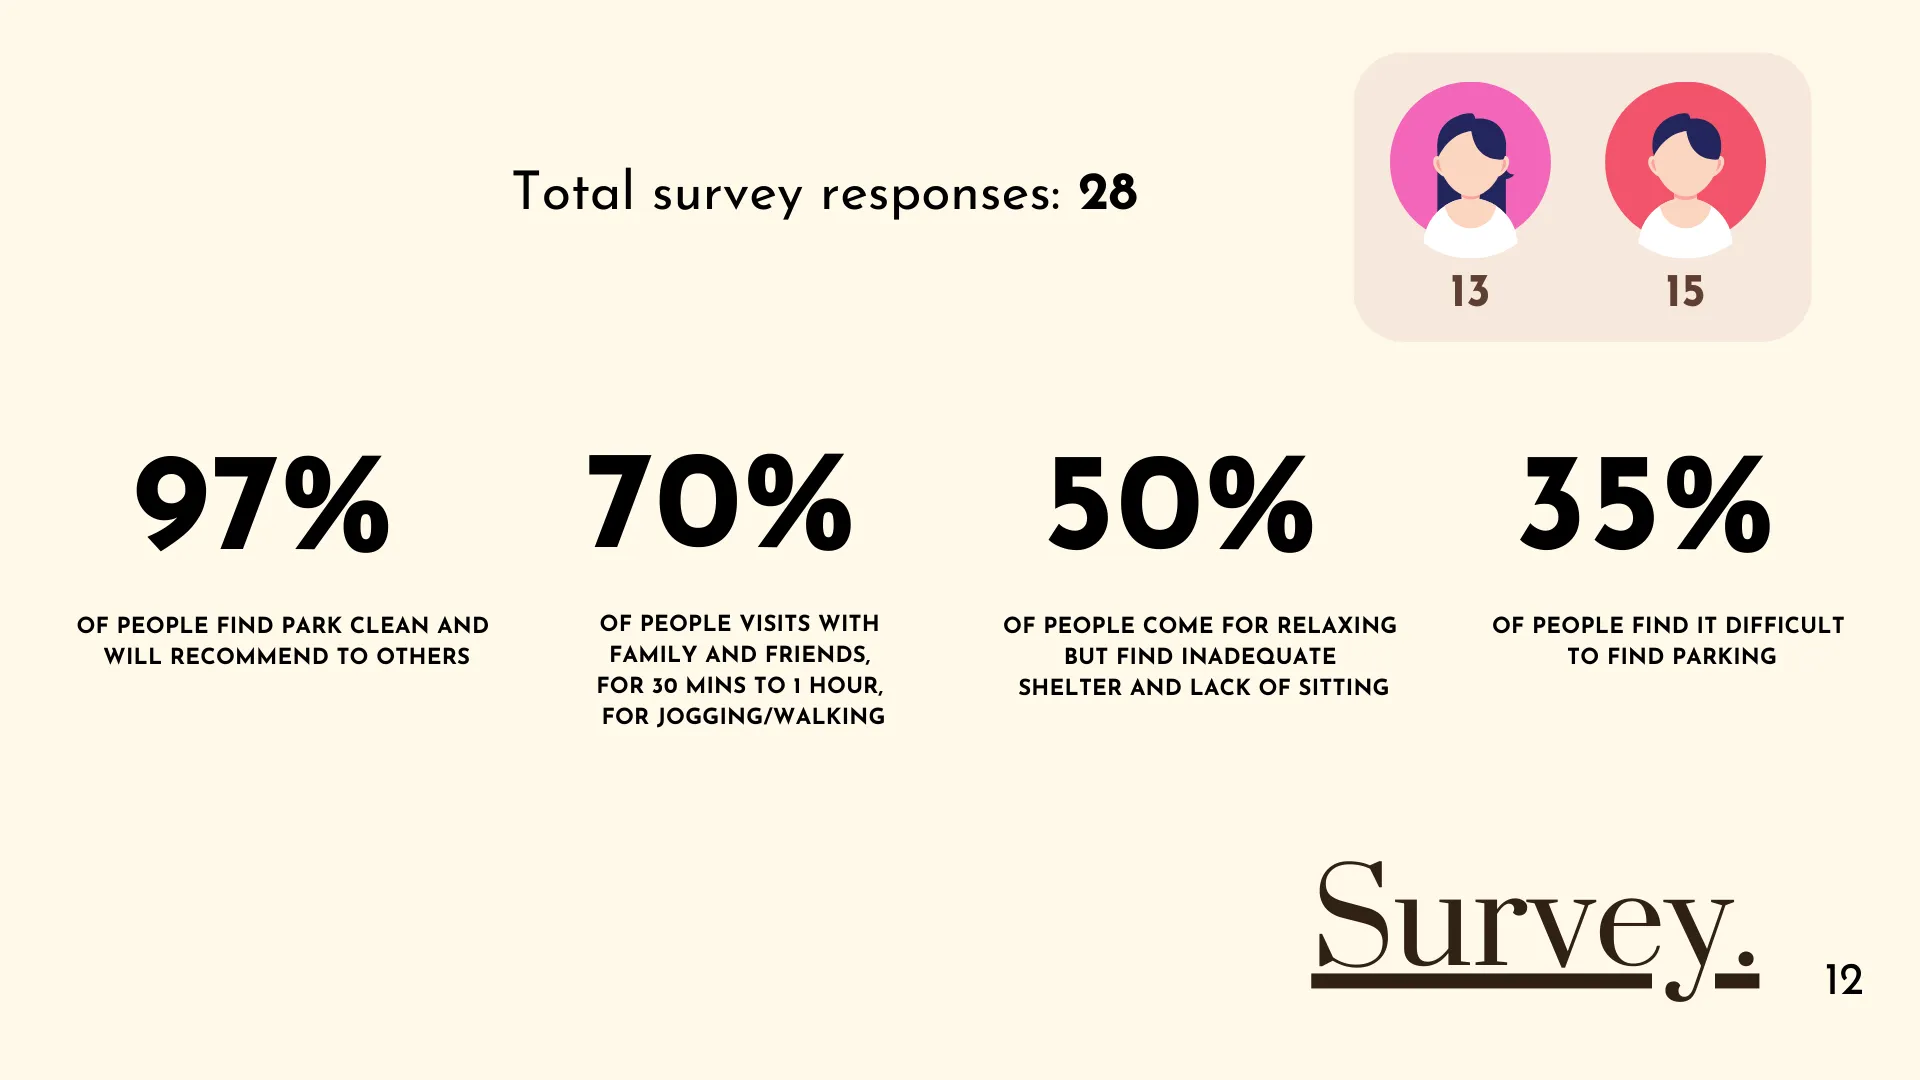 Total survey responses: 28
13
15
97%
OF PEOPLE FIND PARK CLEAN AND
WILL RECOMMEND TO OTHERS
70%
OF PEOPLE VISITS WITH
FAMILY AND FRIENDS,
FOR 30 MINS TO 1 HOUR,
FOR JOGGING/WALKING
50%
OF PEOPLE COME FOR RELAXING
BUT FIND INADEQUATE
SHELTER AND LACK OF SITTING
35%
OF PEOPLE FIND IT DIFFICULT
TO FIND PARKING
Survey.
12